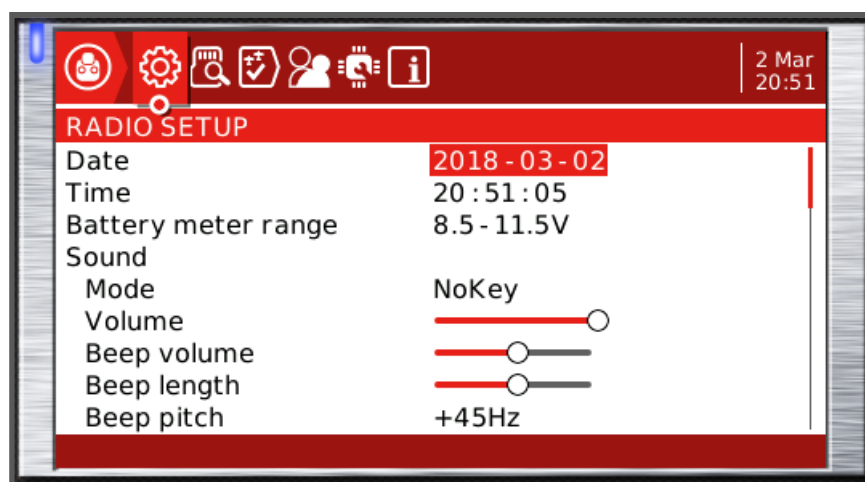 2 Mar
20:51
RADIO SETUP
Date 2018-03-02
Time 20:51:05
Battery meter range 8.5-11.5V
Sound
Mode NoKey
Volume
Beep volume
Beep length
Beep pitch +45Hz